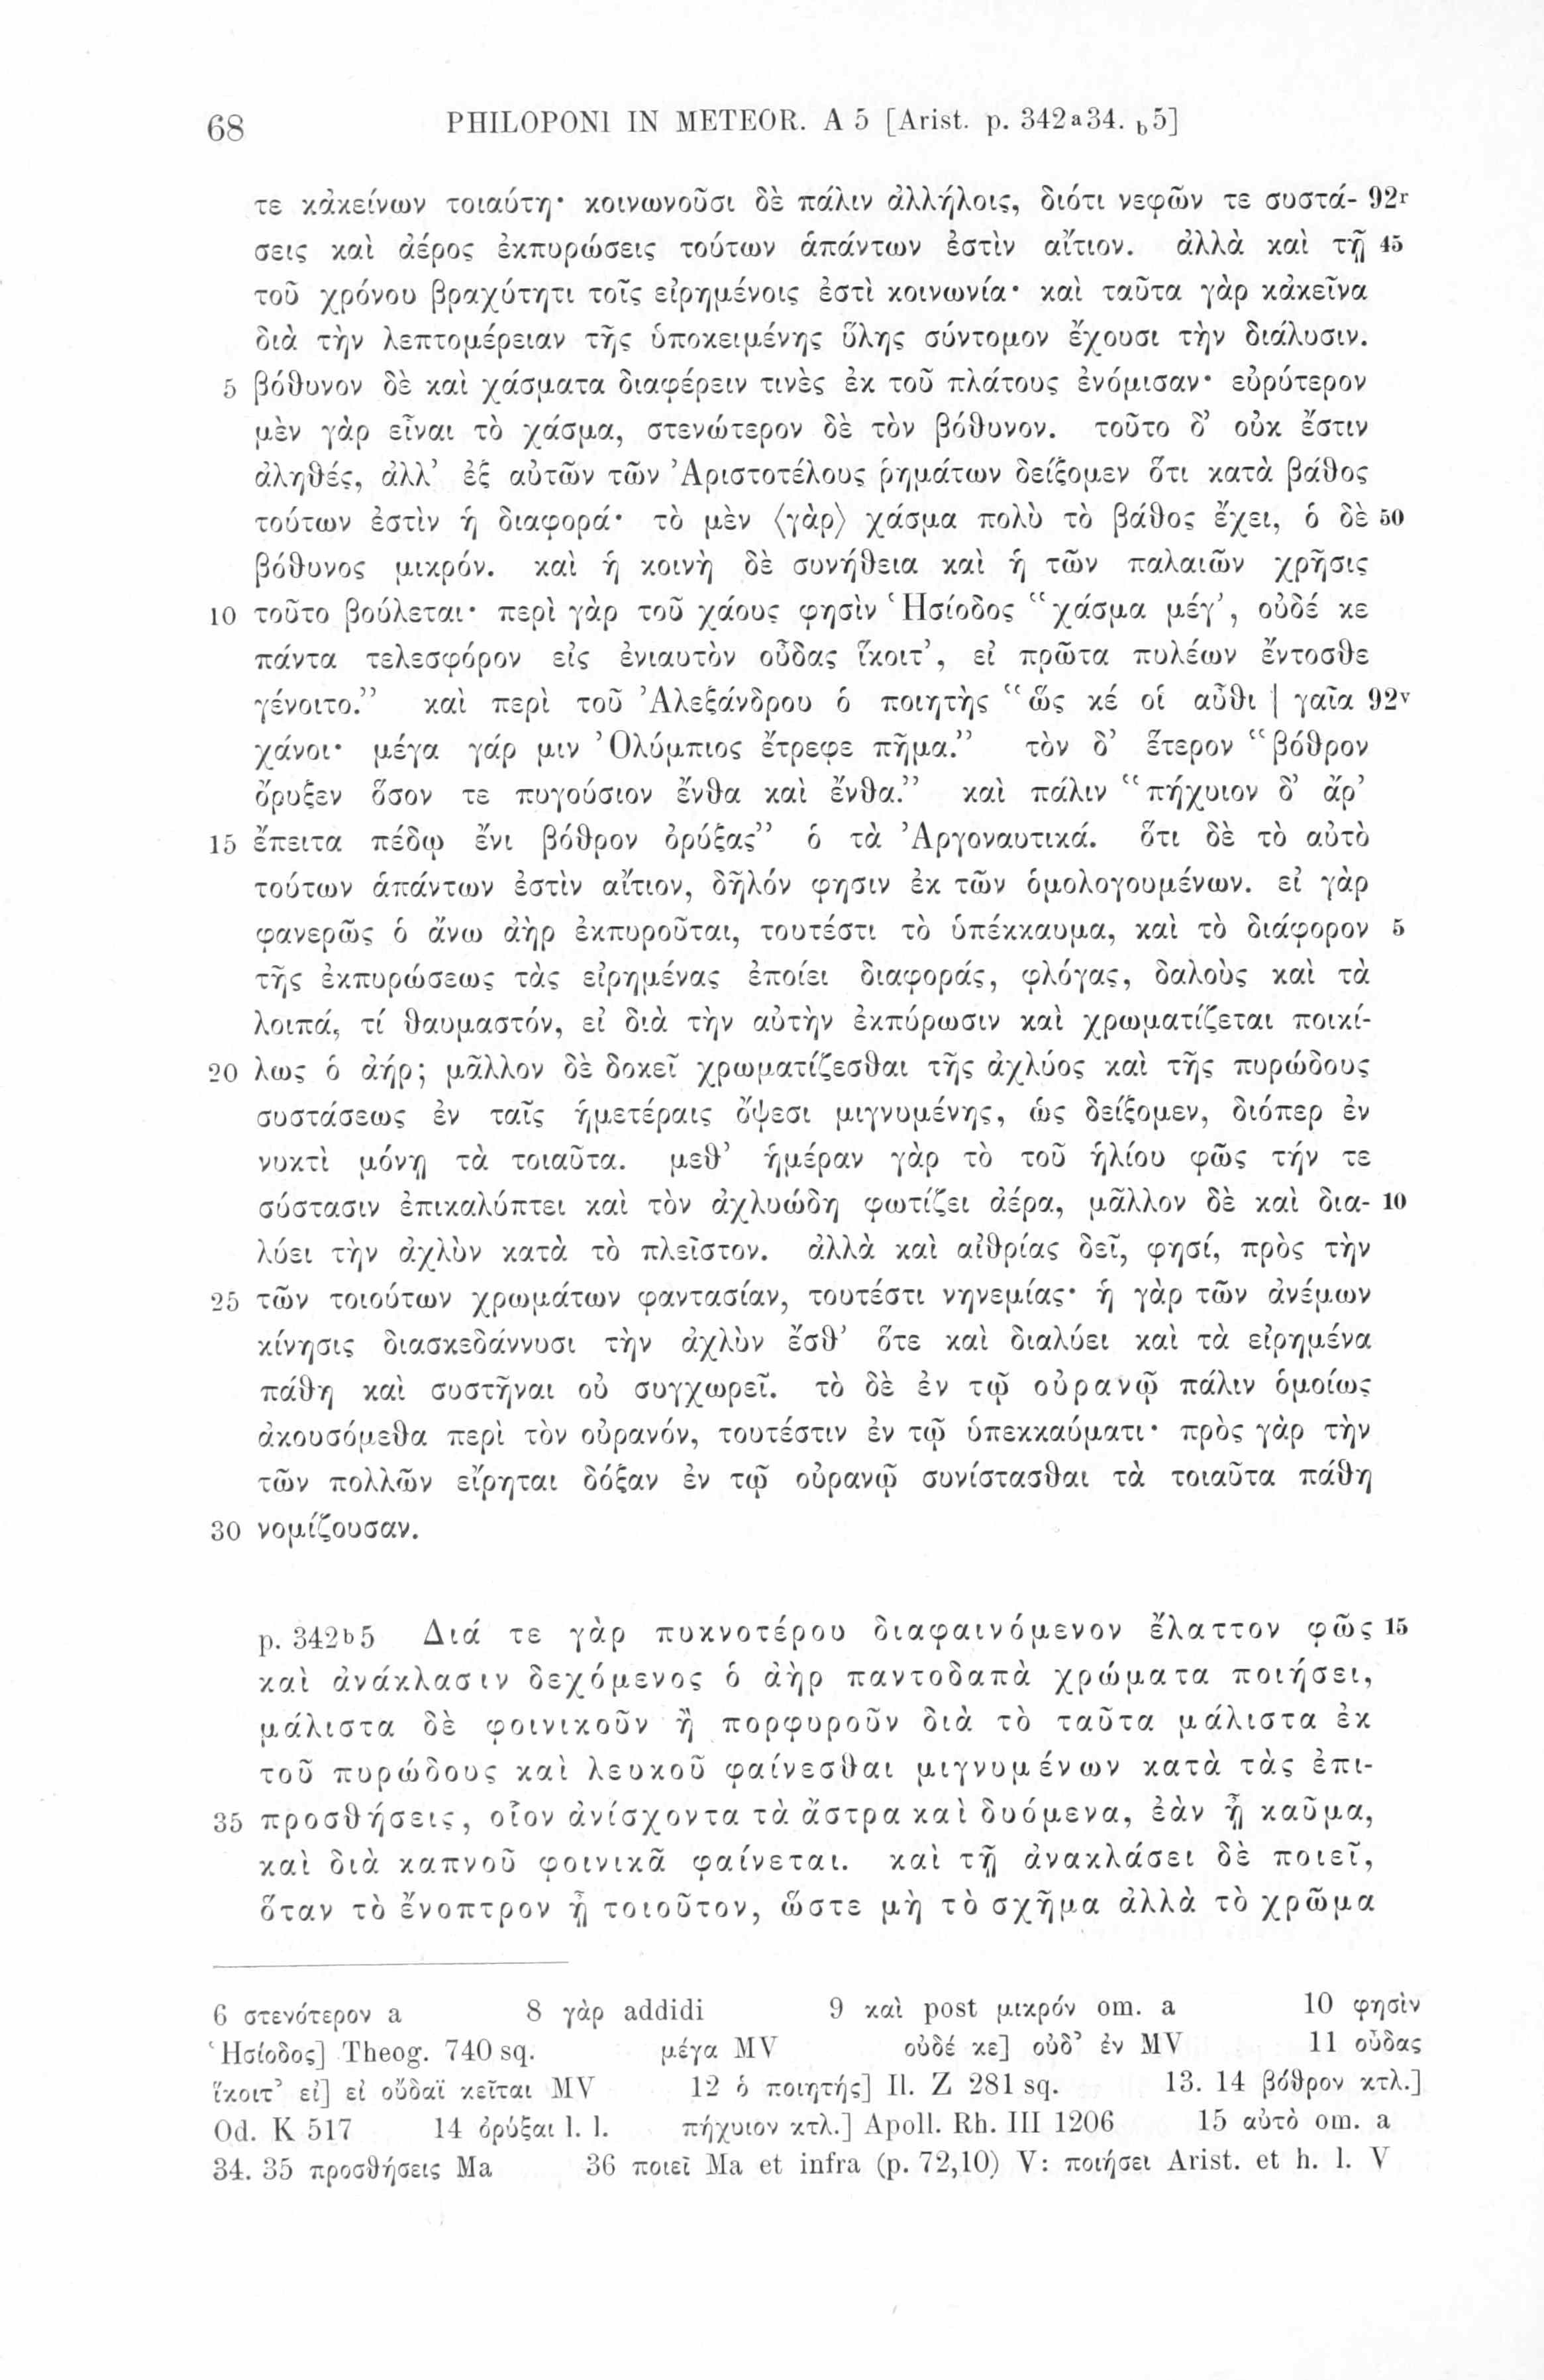 68 PHILOPONI IN METEOR. A 5 [Arist. p. 342a34. b5]
τε κἀκείνων τοιαύτη· κοινωνοῦσι δὲ πάλιν ἀλλήλοις, διότι νεφῶν τε συστά- 92r
σεις καὶ ἀέρος ἐκπυρώσεις τούτων ἁπάντων ἐστὶν αἴτιον. ἀλλὰ καὶ τῇ 45
τοῦ χρόνου βραχύτητι τοῖς εἰρημένοις ἐστὶ κοινωνία· καὶ ταῦτα γὰρ κἀκεῖνα
διὰ τὴν λεπτομέρειαν τῆς ὑποκειμένης ὕλης σύντομον ἔχουσι τὴν διάλυσιν.
5 βόθυνον δὲ καὶ χάσματα διαφέρειν τινὲς ἐκ τοῦ πλάτους ἐνόμισαν· εὐρύτερον
μὲν γὰρ εἶναι τὸ χάσμα, στενώτερον δὲ τὸν βόθυνον. τοῦτο δ’ οὐκ ἔστιν
ἀληθές, ἀλλ’ ἐξ αὐτῶν τῶν Ἀριστοτέλους ῥημάτων δείξομεν ὅτι κατὰ βάθος
τούτων ἐστὶν ἡ διαφορά· τὸ μὲν ⟨γὰρ⟩ χάσμα πολὺ τὸ βάθος ἔχει, ὁ δὲ 50
βόθυνος μικρόν. καὶ ἡ κοινὴ δὲ συνήθεια καὶ ἡ τῶν παλαιῶν χρῆσις
10 τοῦτο βούλεται· περὶ γὰρ τοῦ χάους φησὶν Ἡσίοδος “χάσμα μέγ’, οὐδέ κε
πάντα τελεσφόρον εἰς ἐνιαυτὸν οὖδας ἵκοιτ’, εἰ πρῶτα πυλέων ἔντοσθε
γένοιτο.” καὶ περὶ τοῦ Ἀλεξάνδρου ὁ ποιητὴς “ὥς κέ οἱ αὖθι | γαῖα 92v
χάνοι· μέγα γάρ μιν Ὀλύμπιος ἔτρεφε πῆμα.” τὸν δ’ ἕτερον “βόθρον
ὄρυξεν ὅσον τε πυγούσιον ἔνθα καὶ ἔνθα.” καὶ πάλιν “πήχυιον δ’ ἄρ’
15 ἔπειτα πέδῳ ἔνι βόθρον ὀρύξας” ὁ τὰ Ἀργοναυτικά. ὅτι δὲ τὸ αὐτὸ
τούτων ἁπάντων ἐστὶν αἴτιον, δῆλόν φησιν ἐκ τῶν ὁμολογουμένων. εἰ γὰρ
φανερῶς ὁ ἄνω ἀὴρ ἐκπυροῦται, τουτέστι τὸ ὑπέκκαυμα, καὶ τὸ διάφορον 5
τῆς ἐκπυρώσεως τὰς εἰρημένας ἐποίει διαφοράς, φλόγας, δαλοὺς καὶ τὰ
λοιπά, τί θαυμαστόν, εἰ διὰ τὴν αὐτὴν ἐκπύρωσιν καὶ χρωματίζεται ποικί-
20 λως ὁ ἀήρ; μᾶλλον δὲ δοκεῖ χρωματίζεσθαι τῆς ἀχλύος καὶ τῆς πυρώδους
συστάσεως ἐν ταῖς ἡμετέραις ὄψεσι μιγνυμένης, ὡς δείξομεν, διόπερ ἐν
νυκτὶ μόνῃ τὰ τοιαῦτα. μεθ’ ἡμέραν γὰρ τὸ τοῦ ἡλίου φῶς τήν τε
σύστασιν ἐπικαλύπτει καὶ τὸν ἀχλυώδη φωτίζει ἀέρα, μᾶλλον δὲ καὶ δια- 10
λύει τὴν ἀχλὺν κατὰ τὸ πλεῖστον. ἀλλὰ καὶ αἰθρίας δεῖ, φησί, πρὸς τὴν
25 τῶν τοιούτων χρωμάτων φαντασίαν, τουτέστι νηνεμίας· ἡ γὰρ τῶν ἀνέμων
κίνησις διασκεδάννυσι τὴν ἀχλὺν ἔσθ’ ὅτε καὶ διαλύει καὶ τὰ εἰρημένα
πάθη καὶ συστῆναι οὐ συγχωρεῖ. τὸ δὲ ἐν τῷ οὐρανῷ πάλιν ὁμοίως
ἀκουσόμεθα περὶ τὸν οὐρανόν, τουτέστιν ἐν τῷ ὑπεκκαύματι· πρὸς γὰρ τὴν
τῶν πολλῶν εἴρηται δόξαν ἐν τῷ οὐρανῷ συνίστασθαι τὰ τοιαῦτα πάθη
30 νομίζουσαν.
p. 342b5 Διά τε γὰρ πυκνοτέρου διαφαινόμενον ἔλαττον φῶς 15
καὶ ἀνάκλασιν δεχόμενος ὁ ἀὴρ παντοδαπὰ χρώματα ποιήσει,
μάλιστα δὲ φοινικοῦν ἢ πορφυροῦν διὰ τὸ ταῦτα μάλιστα ἐκ
τοῦ πυρώδους καὶ λευκοῦ φαίνεσθαι μιγνυμένων κατὰ τὰς ἐπι-
35 προσθήσεις, οἷον ἀνίσχοντα τὰ ἄστρα καὶ δυόμενα, ἐὰν ᾖ καῦμα,
καὶ διὰ καπνοῦ φοινικᾶ φαίνεται. καὶ τῇ ἀνακλάσει δὲ ποιεῖ,
ὅταν τὸ ἔνοπτρον ᾖ τοιοῦτον, ὥστε μὴ τὸ σχῆμα ἀλλὰ τὸ χρῶμα
6 στενότερον a 8 γὰρ addidi 9 καὶ post μικρόν om. a 10 φησὶν
Ἡσίοδος] Theog. 740 sq. μέγα MV οὐδέ κε] οὐδ’ ἐν MV 11 οὖδας
ἵκοιτ’ εἰ] εἰ οὔδαϊ κεῖται MV 12 ὁ ποιητής] Il. Z 281 sq. 13. 14 βόθρον κτλ.]
Od. K 517 14 ὀρύξαι l. l. πήχυιον κτλ.] Apoll. Rh. III 1206 15 αὐτὸ om. a
34. 35 προσθήσεις Ma 36 ποιεῖ Ma et infra (p. 72,10) V: ποιήσει Arist. et h. l. V